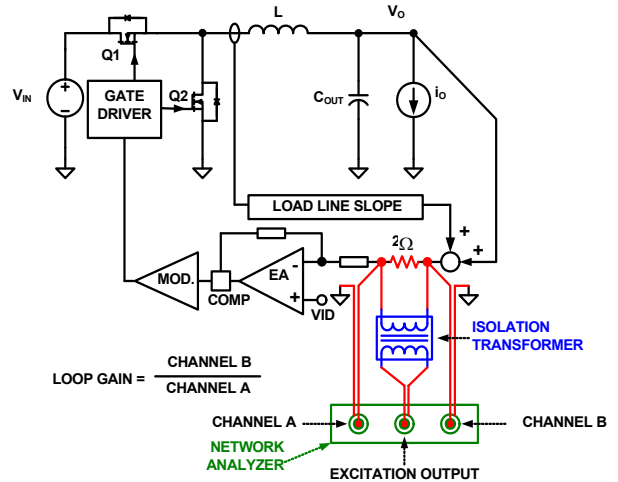 L
VO
Q1
VIN
GATE
DRIVER
Q2
COUT
iO
LOAD LINE SLOPE
+
+
2Ω
MOD.
COMP
EA
-
+
VID
ISOLATION
TRANSFORMER
LOOP GAIN = CHANNEL B
CHANNEL A
CHANNEL A
CHANNEL B
NETWORK
ANALYZER
EXCITATION OUTPUT